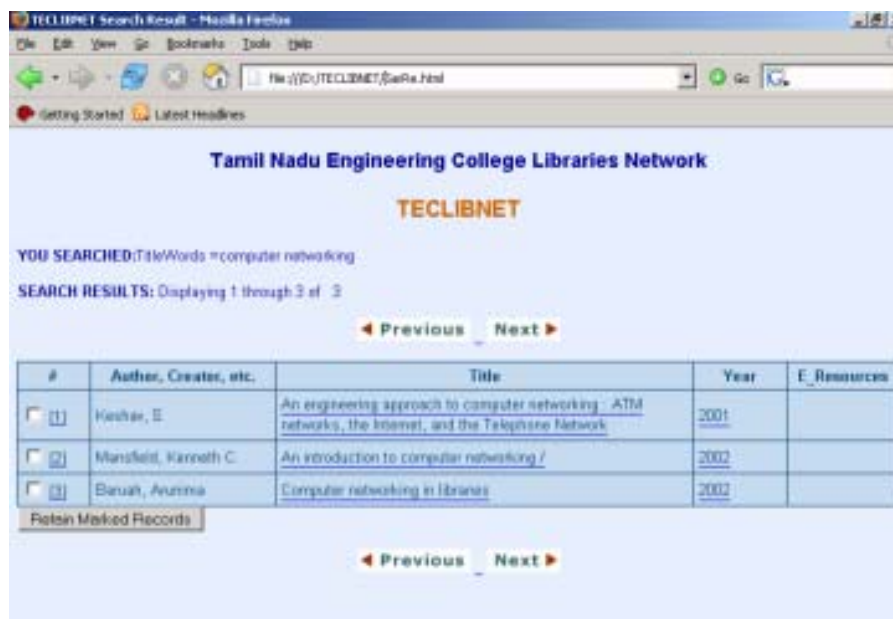 TECLIBNET Search Result - Mozilla Firefox
File Edit View Go Bookmarks Tools Help
Go
Getting Started Latest Headlines
Tamil Nadu Engineering College Libraries Network
TECLIBNET
YOU SEARCHED:TitleWords =computer networking
SEARCH RESULTS: Displaying 1 through 3 of 3
Previous Next
# Author, Creator, etc. Title Year E_Resources
[1] Keshav, S An engineering approach to computer networking : ATM networks, the Internet, and the Telephone Network 2001
[2] Mansfield, Kenneth C An introduction to computer networking / 2002
[3] Baruah, Arunima Computer networking in libraries 2002
Retain Marked Records
Previous Next